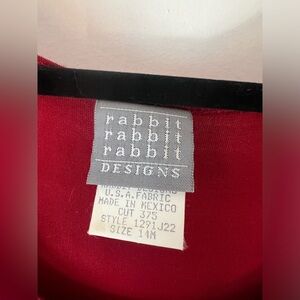 rabbit
rabbit
rabbit
DESIGNS
U.S.A. FABRIC
MADE IN MEXICO
CUT 375
STYLE 1291J22
SIZE 14M